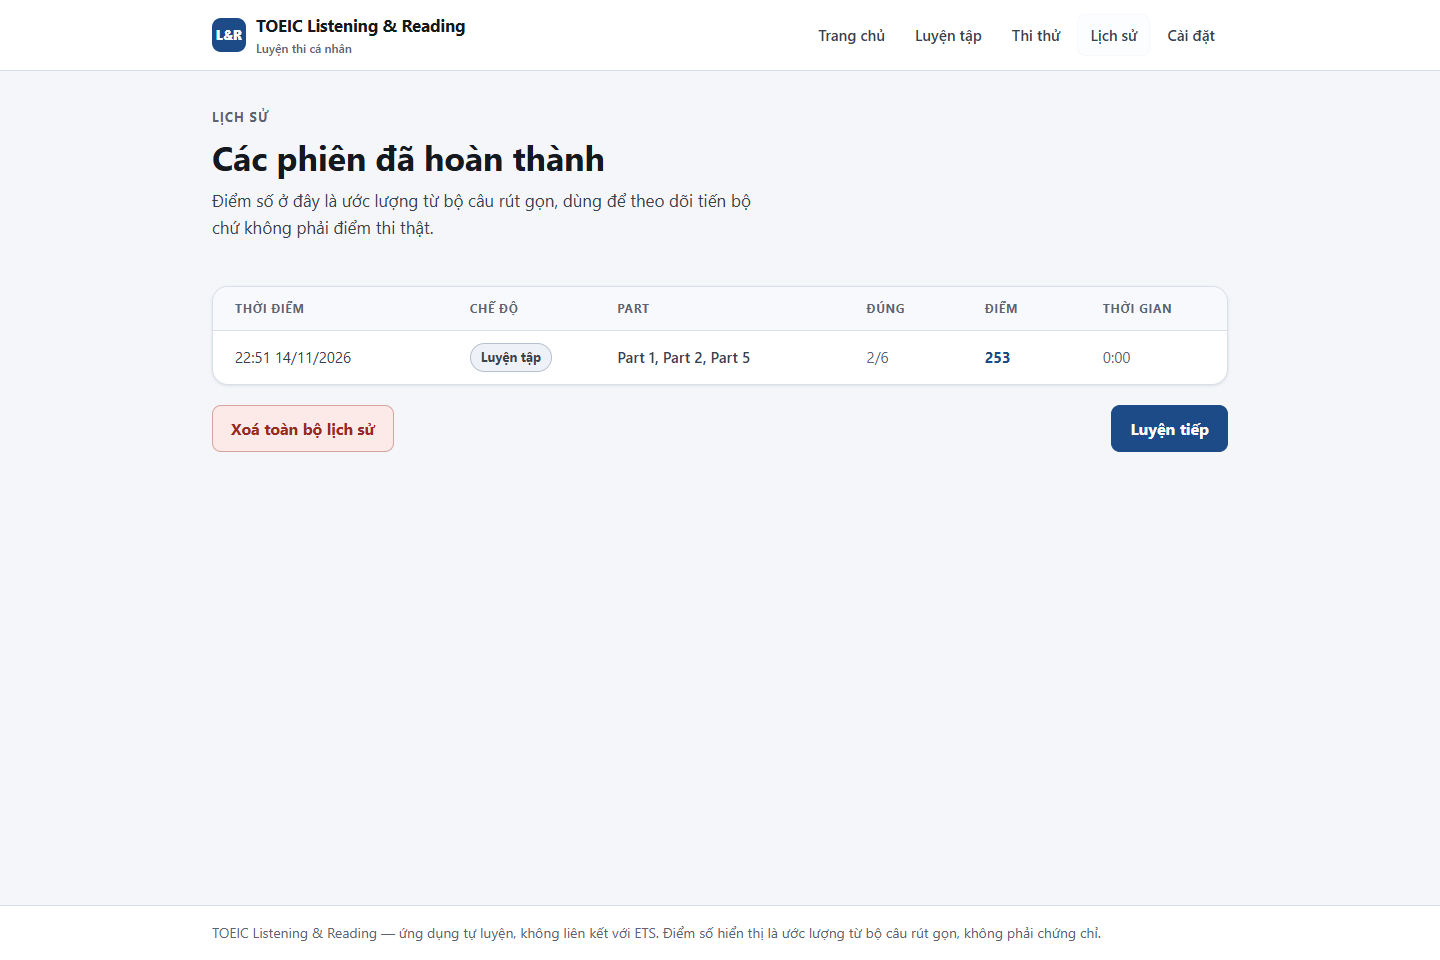 L&R
TOEIC Listening & Reading
Luyện thi cá nhân
Trang chủ
Luyện tập
Thi thử
Lịch sử
Cài đặt
LỊCH SỬ
Các phiên đã hoàn thành
Điểm số ở đây là ước lượng từ bộ câu rút gọn, dùng để theo dõi tiến bộ
chứ không phải điểm thi thật.
THỜI ĐIỂM CHẾ ĐỘ PART ĐÚNG ĐIỂM THỜI GIAN
22:51 14/11/2026 Luyện tập Part 1, Part 2, Part 5 2/6 253 0:00
Xoá toàn bộ lịch sử
Luyện tiếp
TOEIC Listening & Reading — ứng dụng tự luyện, không liên kết với ETS. Điểm số hiển thị là ước lượng từ bộ câu rút gọn, không phải chứng chỉ.